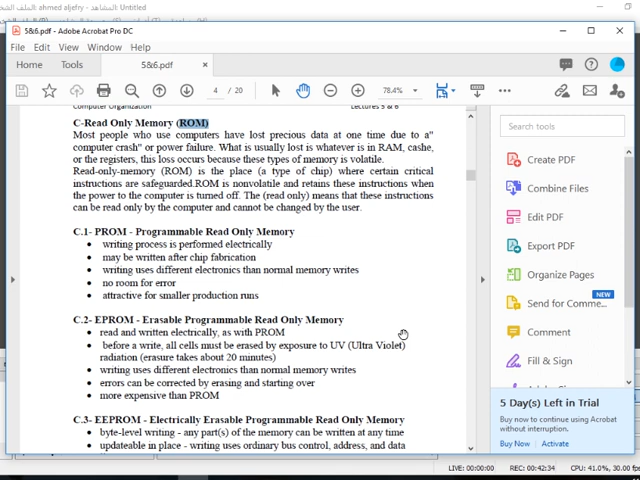 ahmed aljefry: المشاهد - Untitled
5&6.pdf - Adobe Acrobat Pro DC
File Edit View Window Help
Home Tools 5&6.pdf ×
4 / 20 78.4%
Computer Organization Lectures 5 & 6
C-Read Only Memory (ROM)
Most people who use computers have lost precious data at one time due to a"
computer crash" or power failure. What is usually lost is whatever is in RAM, cashe,
or the registers, this loss occurs because these types of memory is volatile.
Read-only-memory (ROM) is the place (a type of chip) where certain critical
instructions are safeguarded.ROM is nonvolatile and retains these instructions when
the power to the computer is turned off. The (read only) means that these instructions
can be read only by the computer and cannot be changed by the user.
C.1- PROM - Programmable Read Only Memory
• writing process is performed electrically
• may be written after chip fabrication
• writing uses different electronics than normal memory writes
• no room for error
• attractive for smaller production runs
C.2- EPROM - Erasable Programmable Read Only Memory
• read and written electrically, as with PROM
• before a write, all cells must be erased by exposure to UV (Ultra Violet)
radiation (erasure takes about 20 minutes)
• writing uses different electronics than normal memory writes
• errors can be corrected by erasing and starting over
• more expensive than PROM
C.3- EEPROM - Electrically Erasable Programmable Read Only Memory
• byte-level writing - any part(s) of the memory can be written at any time
• updateable in place - writing uses ordinary bus control, address, and data
Search tools
Create PDF
Combine Files
Edit PDF
Export PDF
Organize Pages
NEW
Send for Comme...
Comment
Fill & Sign
5 Day(s) Left in Trial
Buy now to continue using Acrobat
without interruption.
Buy Now Activate
LIVE: 00:00:00 REC: 00:42:34 CPU: 41.0%, 30.00 fps